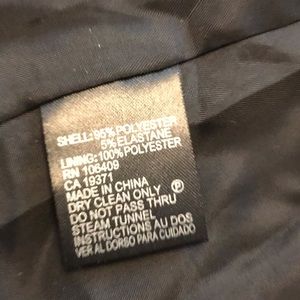 SHELL: 95% POLYESTER
5% ELASTANE
LINING: 100% POLYESTER
RN 106409
CA 19371
MADE IN CHINA
DRY CLEAN ONLY
DO NOT PASS THRU
STEAM TUNNEL
INSTRUCTIONS AU DOS
VER AL DORSO PARA CUIDADO
P